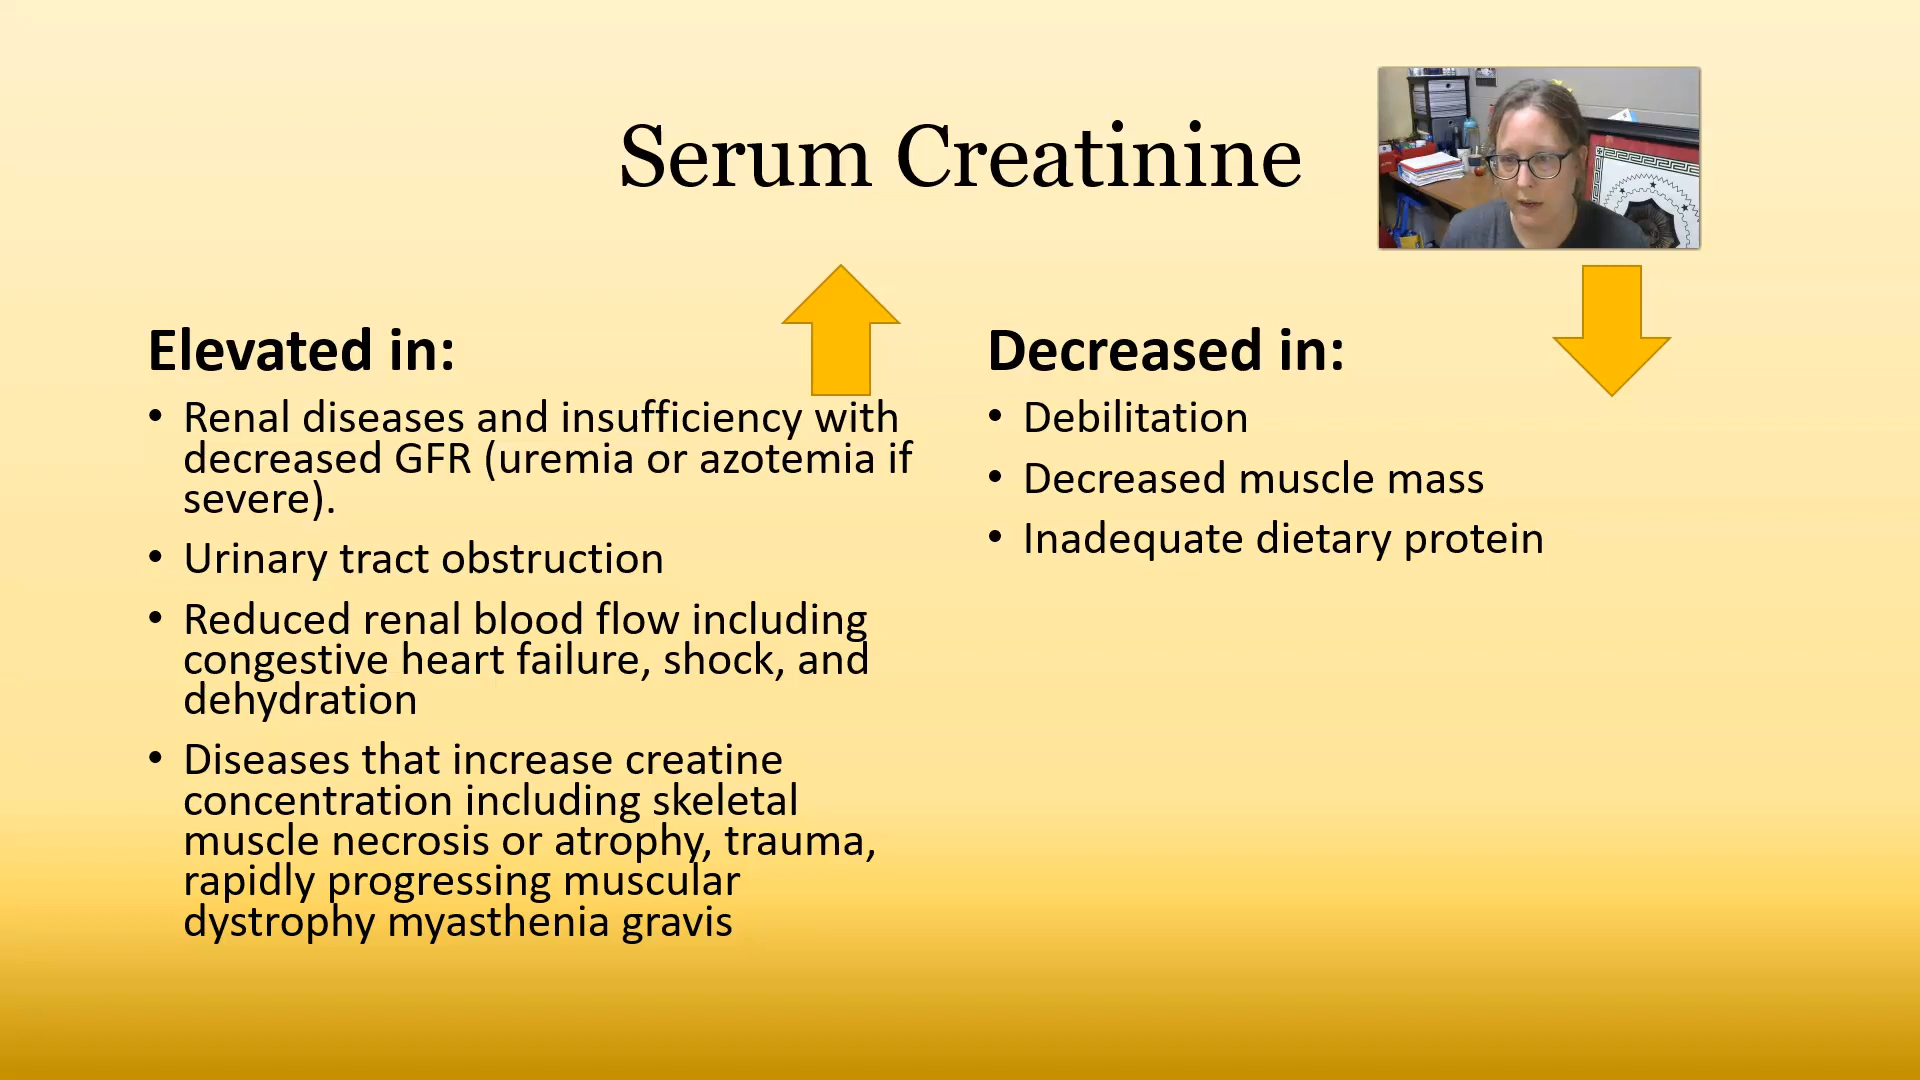 Serum Creatinine
Elevated in:
• Renal diseases and insufficiency with
decreased GFR (uremia or azotemia if
severe).
• Urinary tract obstruction
• Reduced renal blood flow including
congestive heart failure, shock, and
dehydration
• Diseases that increase creatine
concentration including skeletal
muscle necrosis or atrophy, trauma,
rapidly progressing muscular
dystrophy myasthenia gravis
Decreased in:
• Debilitation
• Decreased muscle mass
• Inadequate dietary protein